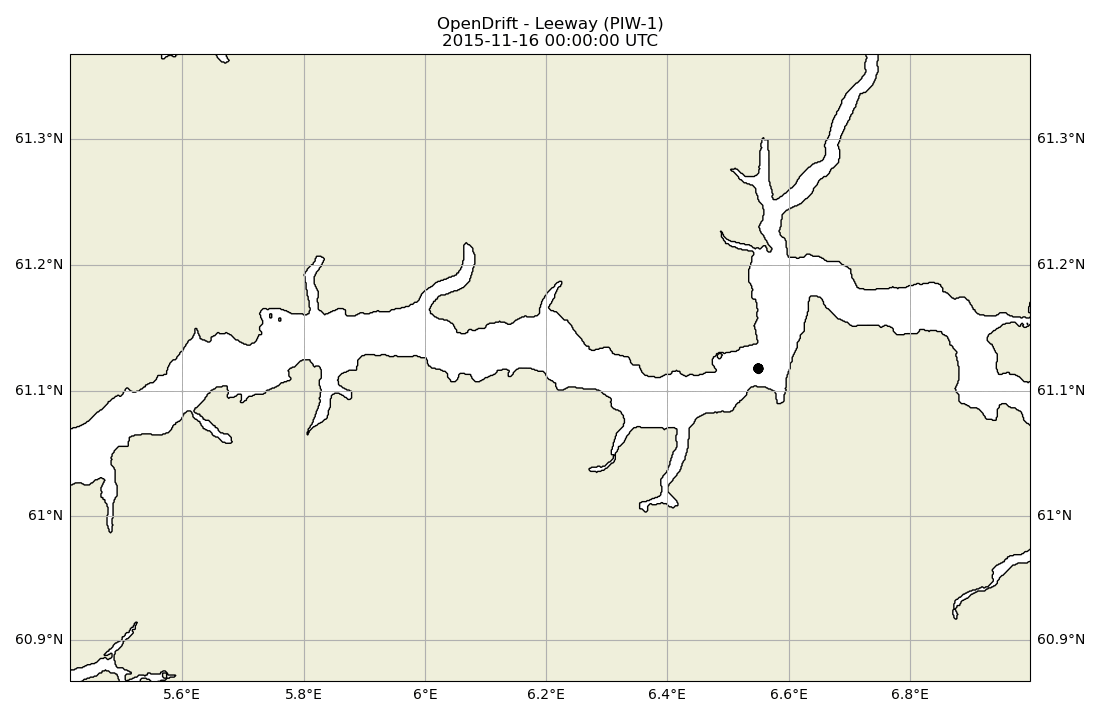 OpenDrift - Leeway (PIW-1)
2015-11-16 00:00:00 UTC
61.3°N 61.3°N
61.2°N 61.2°N
61.1°N 61.1°N
61°N 61°N
60.9°N 60.9°N
5.6°E 5.8°E 6°E 6.2°E 6.4°E 6.6°E 6.8°E